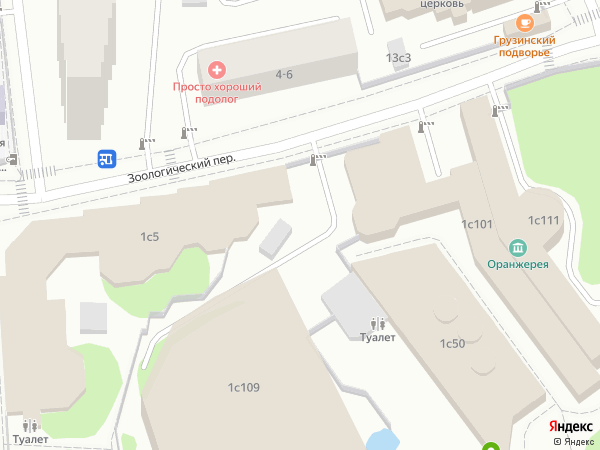 церковь
Грузинский
подворье
13с3
4-6
Просто хороший
подолог
я
...
Зоологический пер.
1с5
1с101
1с111
Оранжерея
Туалет
1с50
1с109
Туалет
Яндекс
© Яндекс